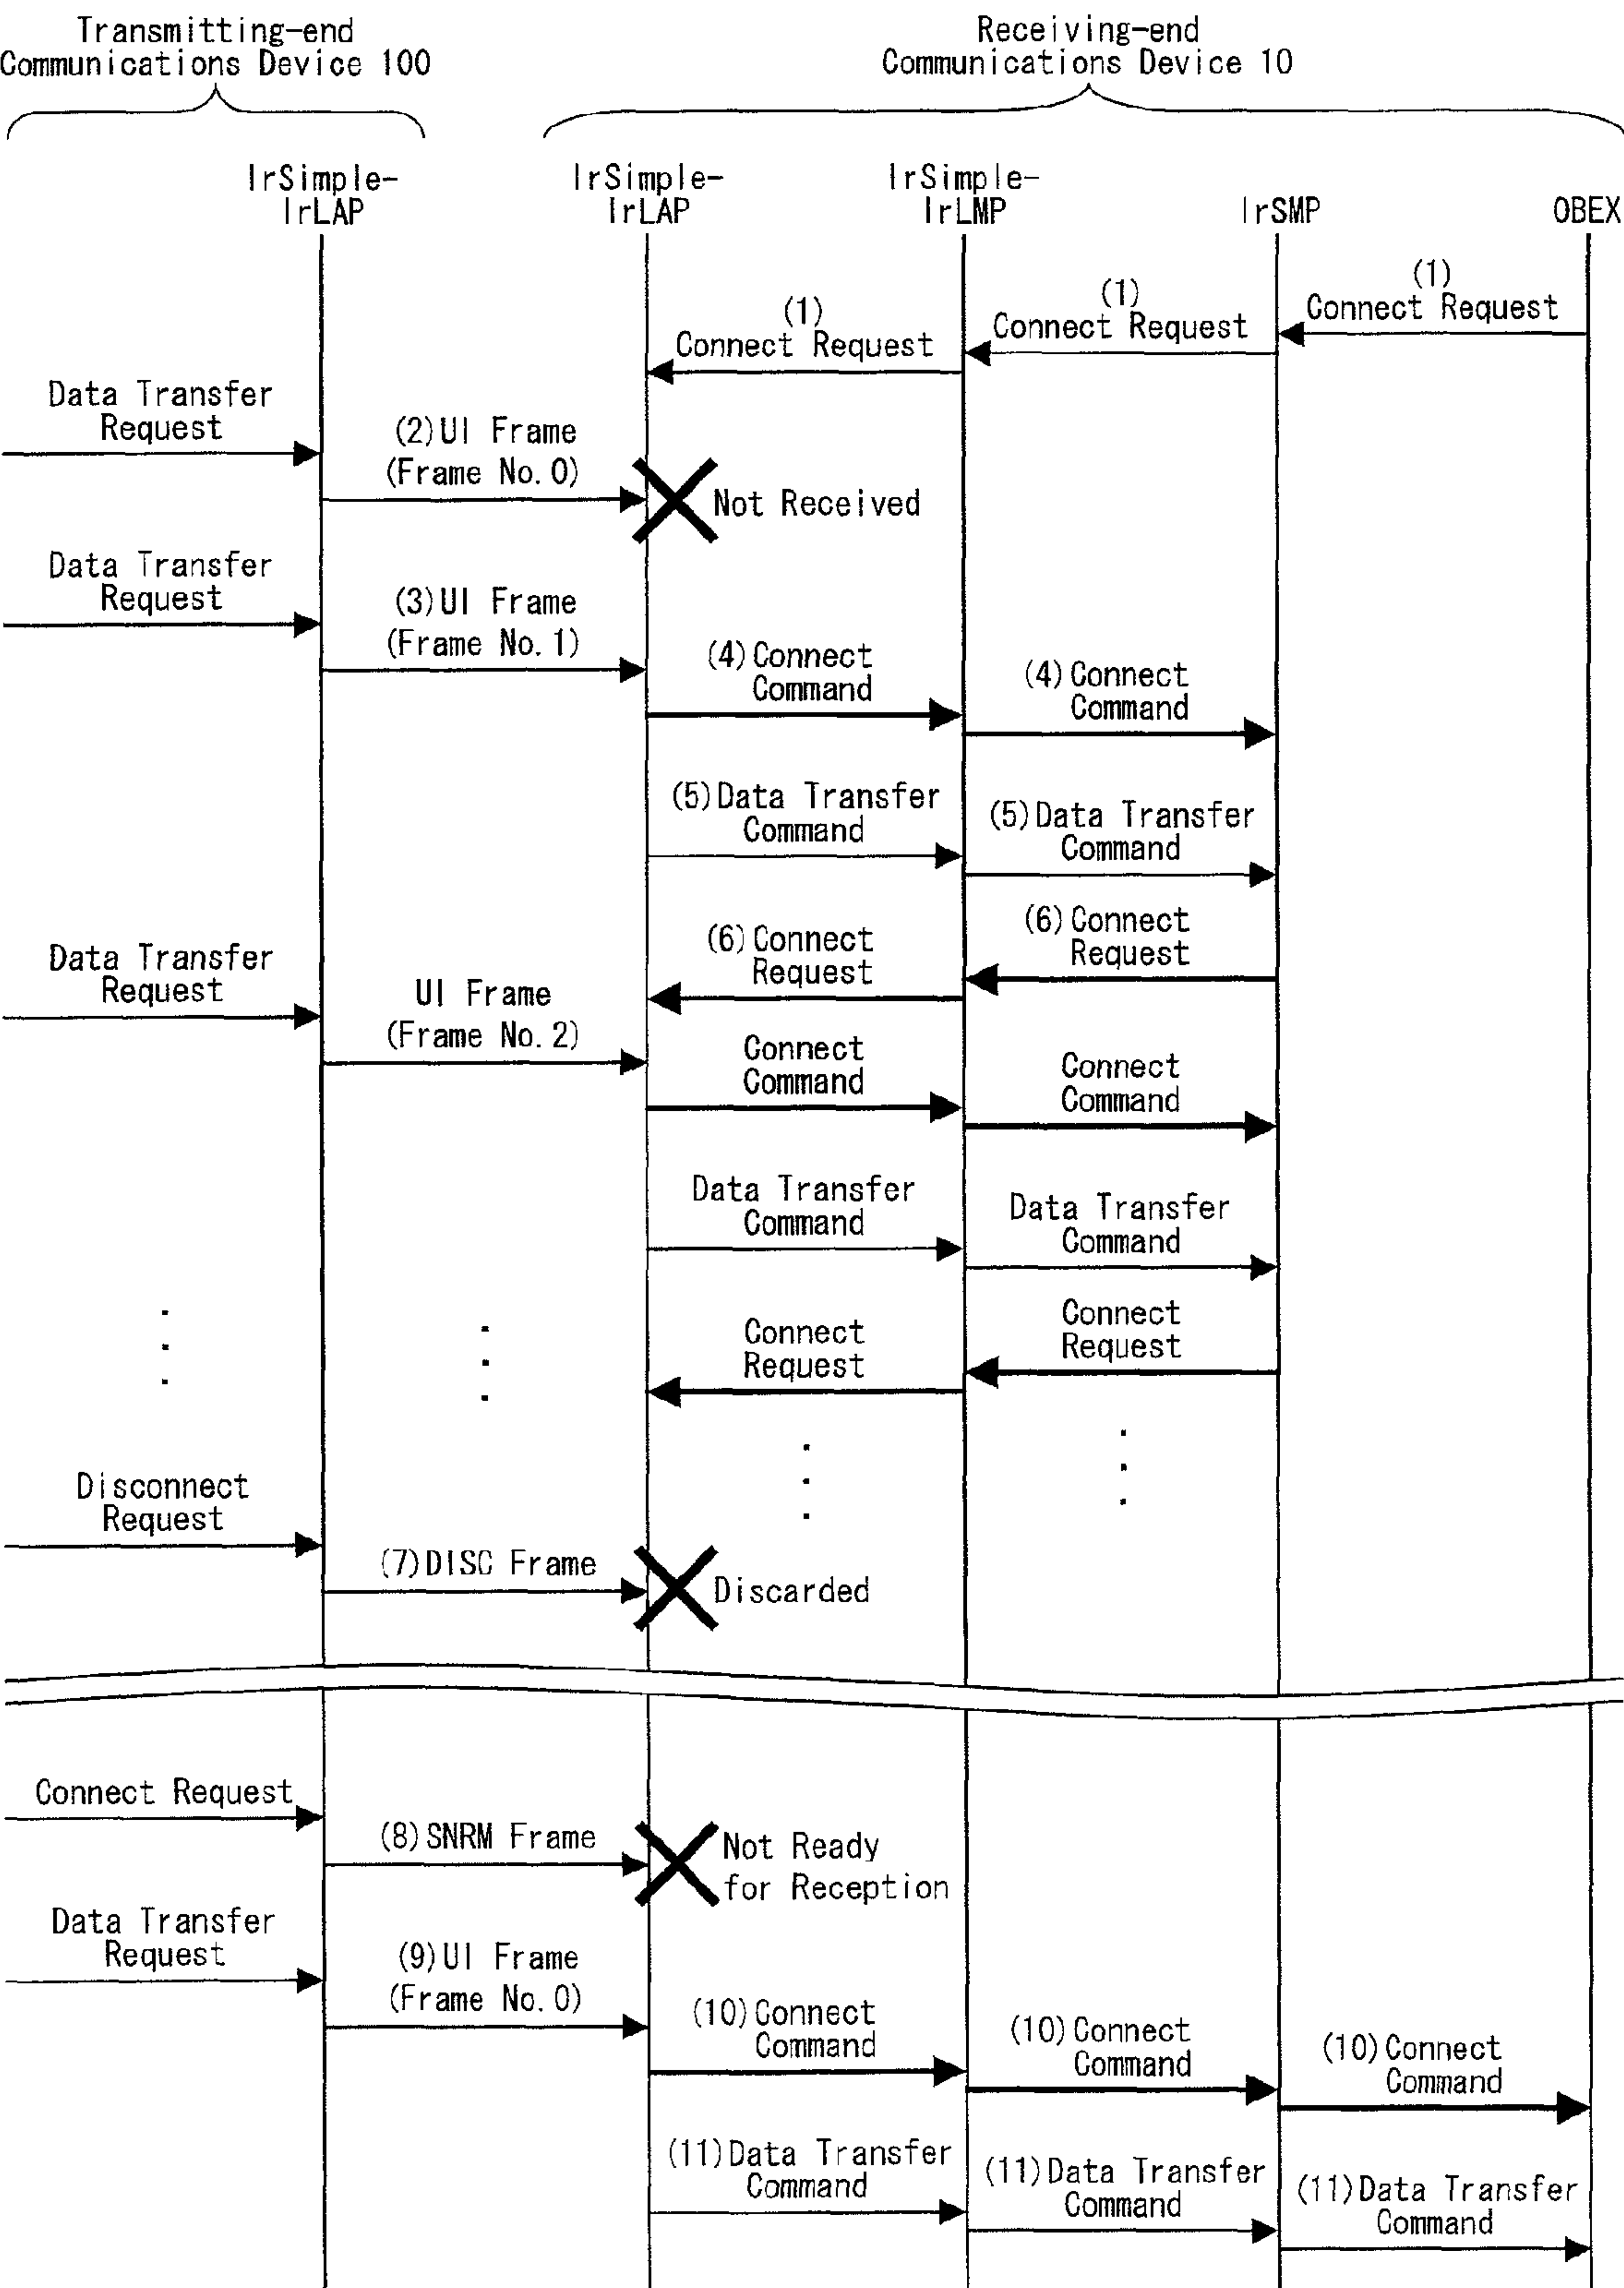 Transmitting-end
Communications Device 100
Receiving-end
Communications Device 10
IrSimple-
IrLAP
IrSimple-
IrLAP
IrSimple-
IrLMP
IrSMP
OBEX
(1)
Connect Request
(1)
Connect Request
(1)
Connect Request
Data Transfer
Request
(2)UI Frame
(Frame No.0)
Not Received
Data Transfer
Request
(3)UI Frame
(Frame No.1)
(4)Connect
Command
(4)Connect
Command
(5)Data Transfer
Command
(5)Data Transfer
Command
(6)Connect
Request
(6)Connect
Request
Data Transfer
Request
UI Frame
(Frame No.2)
Connect
Command
Connect
Command
Data Transfer
Command
Data Transfer
Command
Connect
Request
Connect
Request
Disconnect
Request
(7)DISC Frame
Discarded
Connect Request
(8)SNRM Frame
Not Ready
for Reception
Data Transfer
Request
(9)UI Frame
(Frame No.0)
(10)Connect
Command
(10)Connect
Command
(10)Connect
Command
(11)Data Transfer
Command
(11)Data Transfer
Command
(11)Data Transfer
Command